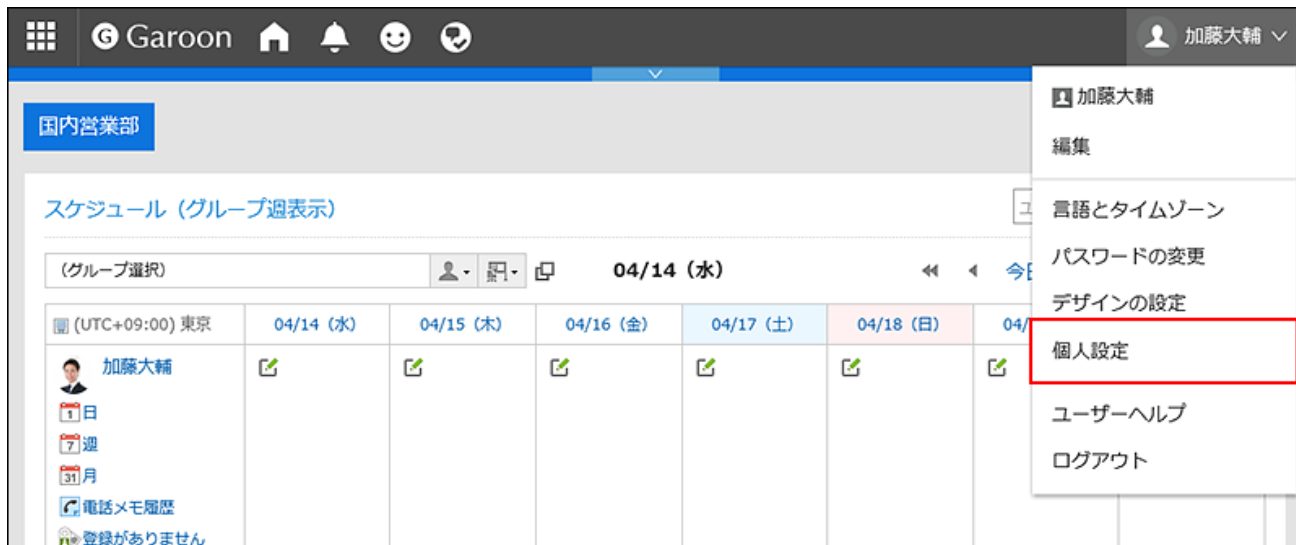 Garoon 加藤大輔
加藤大輔
編集
言語とタイムゾーン
パスワードの変更
デザインの設定
個人設定
ユーザーヘルプ
ログアウト
国内営業部
スケジュール（グループ週表示）
(グループ選択) 04/14（水）
(UTC+09:00) 東京 04/14（水） 04/15（木） 04/16（金） 04/17（土） 04/18（日） 04/
加藤大輔
1 日
7 週
31 月
電話メモ履歴
登録がありません